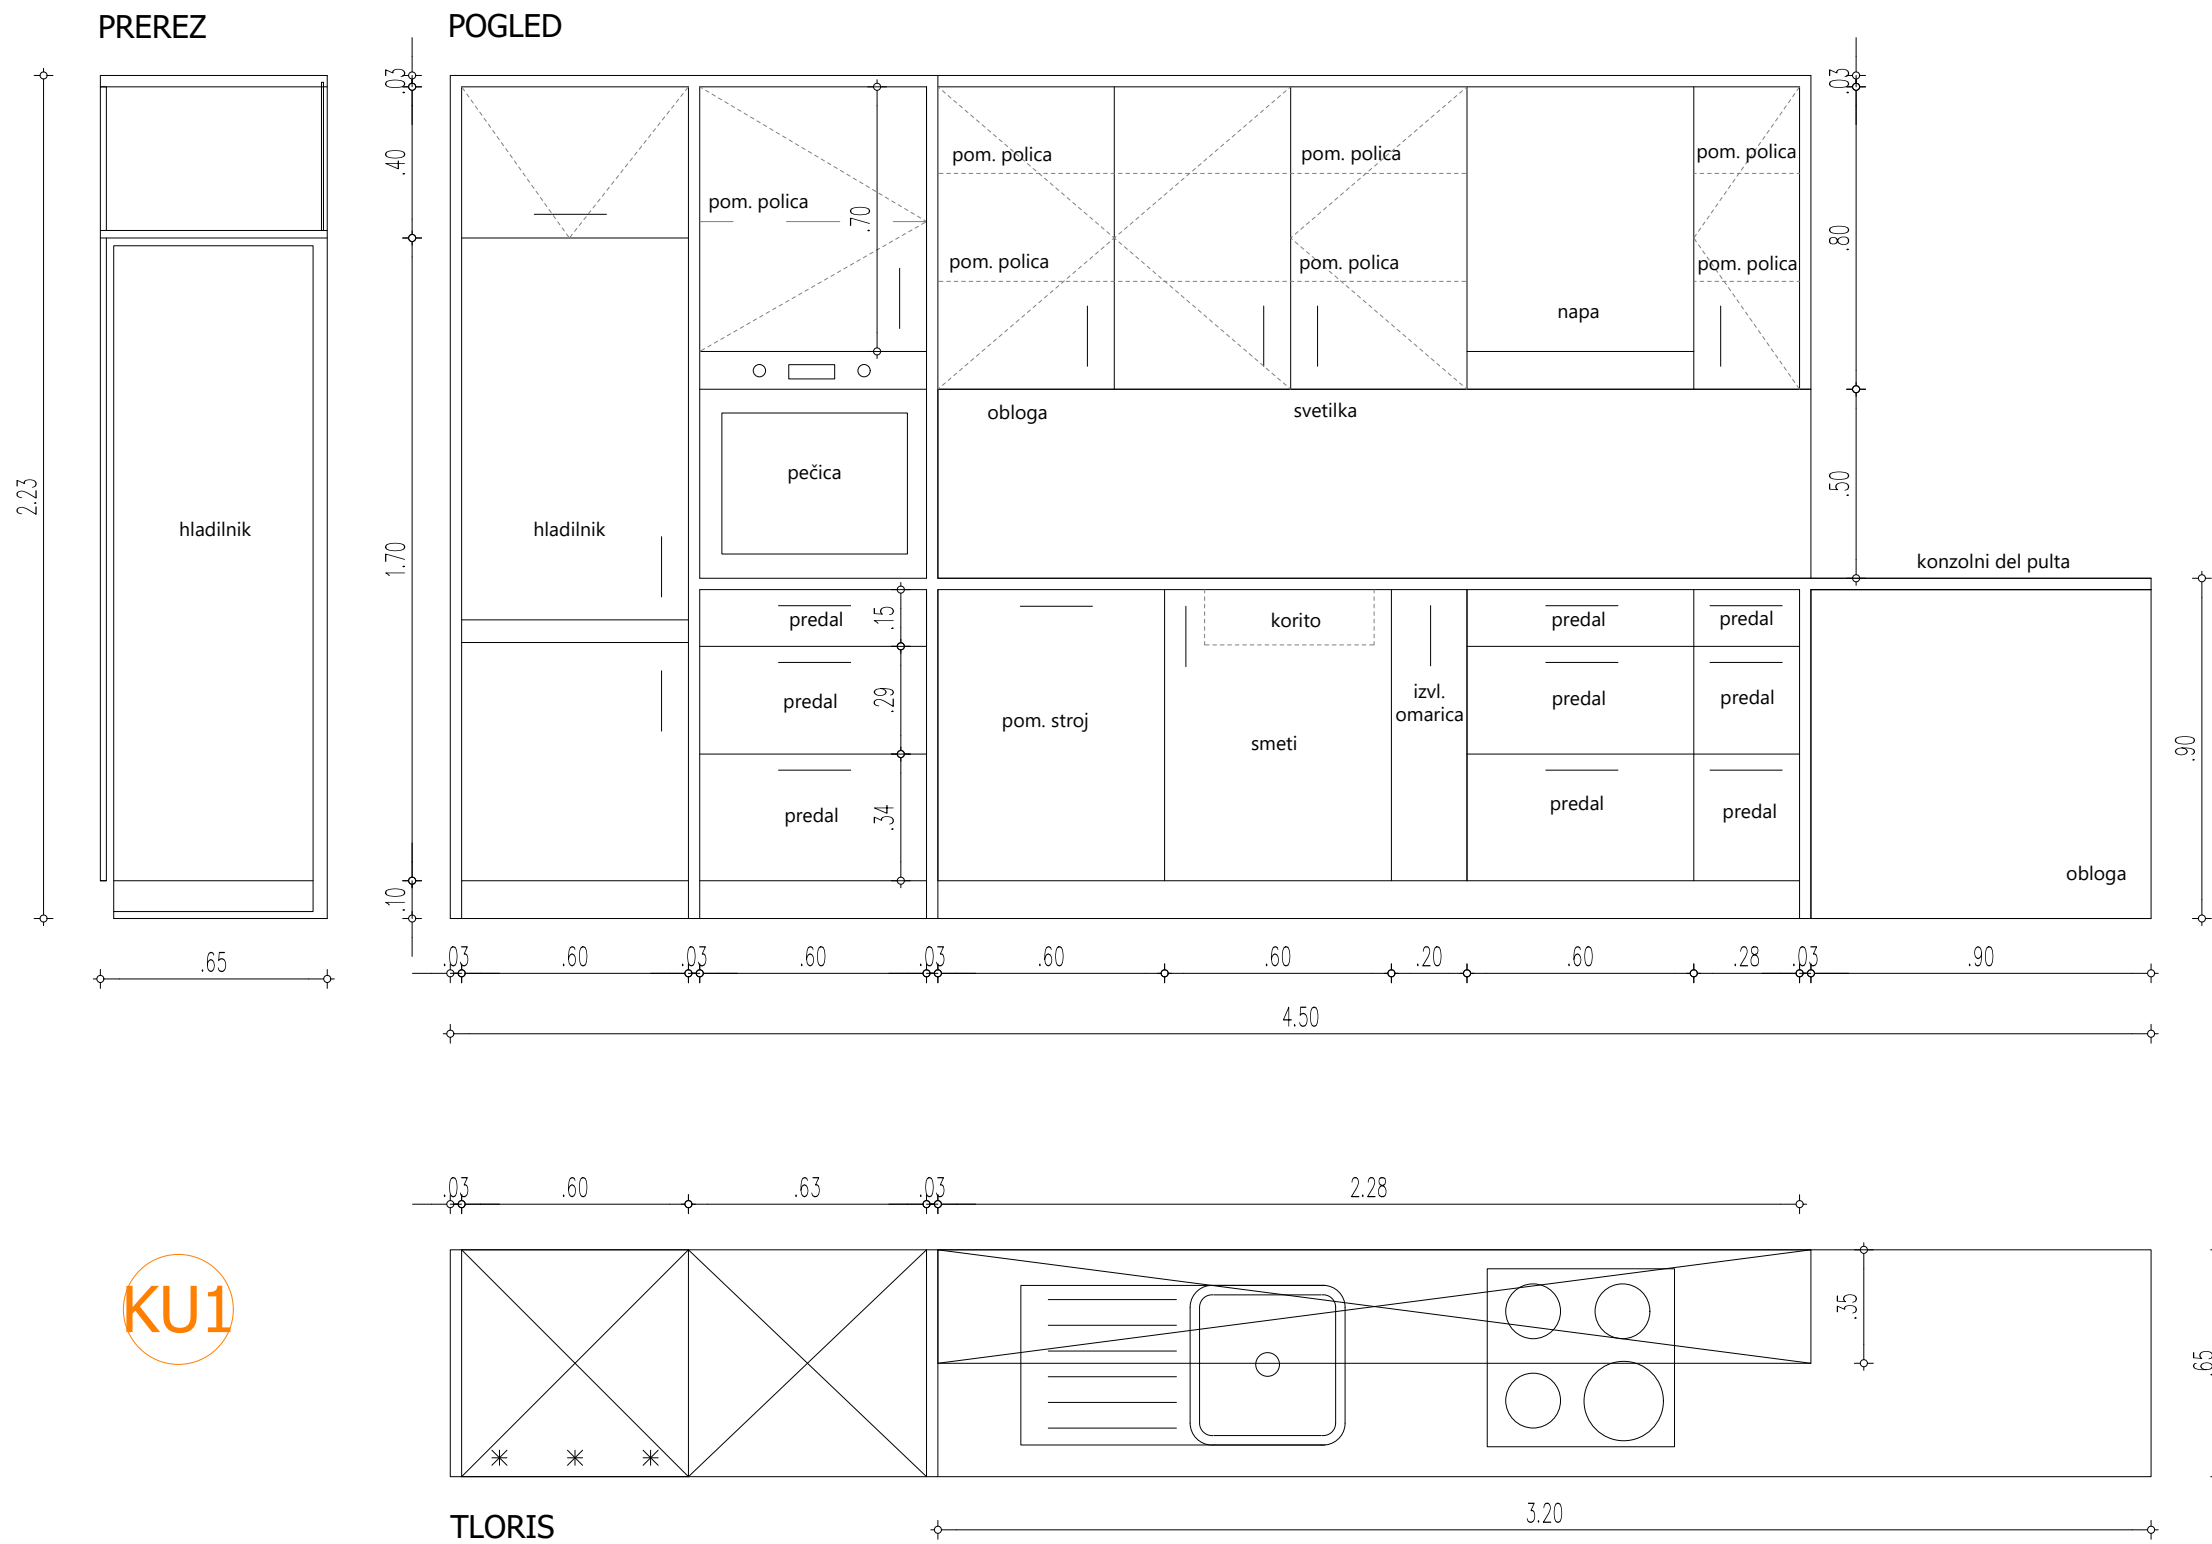 PREREZ
POGLED
.03
.03
.40
pom. polica
pom. polica
pom. polica
pom. polica
.70
.80
pom. polica
pom. polica
pom. polica
napa
obloga
svetilka
pečica
2.23
hladilnik
hladilnik
.50
1.70
konzolni del pulta
predal
.15
korito
predal
predal
predal
.29
pom. stroj
smeti
izvl.
omarica
predal
predal
.90
predal
.34
predal
predal
obloga
.10
.65
.03
.60
.03
.60
.03
.60
.60
.20
.60
.28
.03
.90
4.50
.03
.60
.63
.03
2.28
KU1
.35
.65
TLORIS
3.20